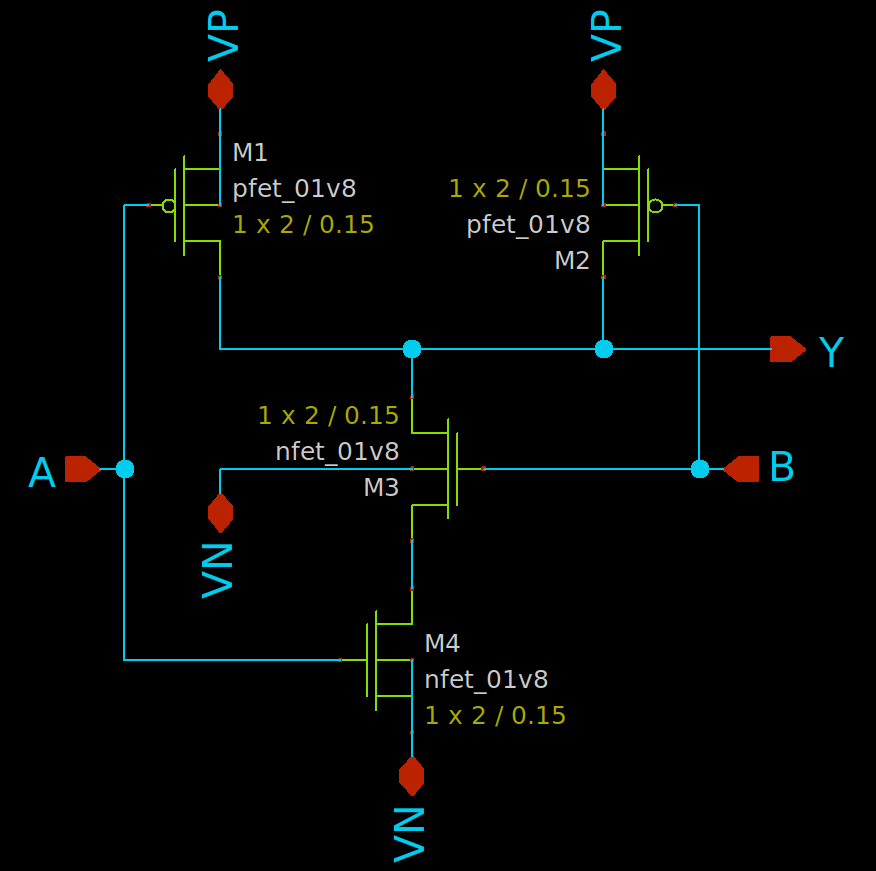 VP
VP
M1
pfet_01v8
1 x 2 / 0.15
1 x 2 / 0.15
pfet_01v8
M2
Y
1 x 2 / 0.15
nfet_01v8
M3
A
B
VN
M4
nfet_01v8
1 x 2 / 0.15
VN